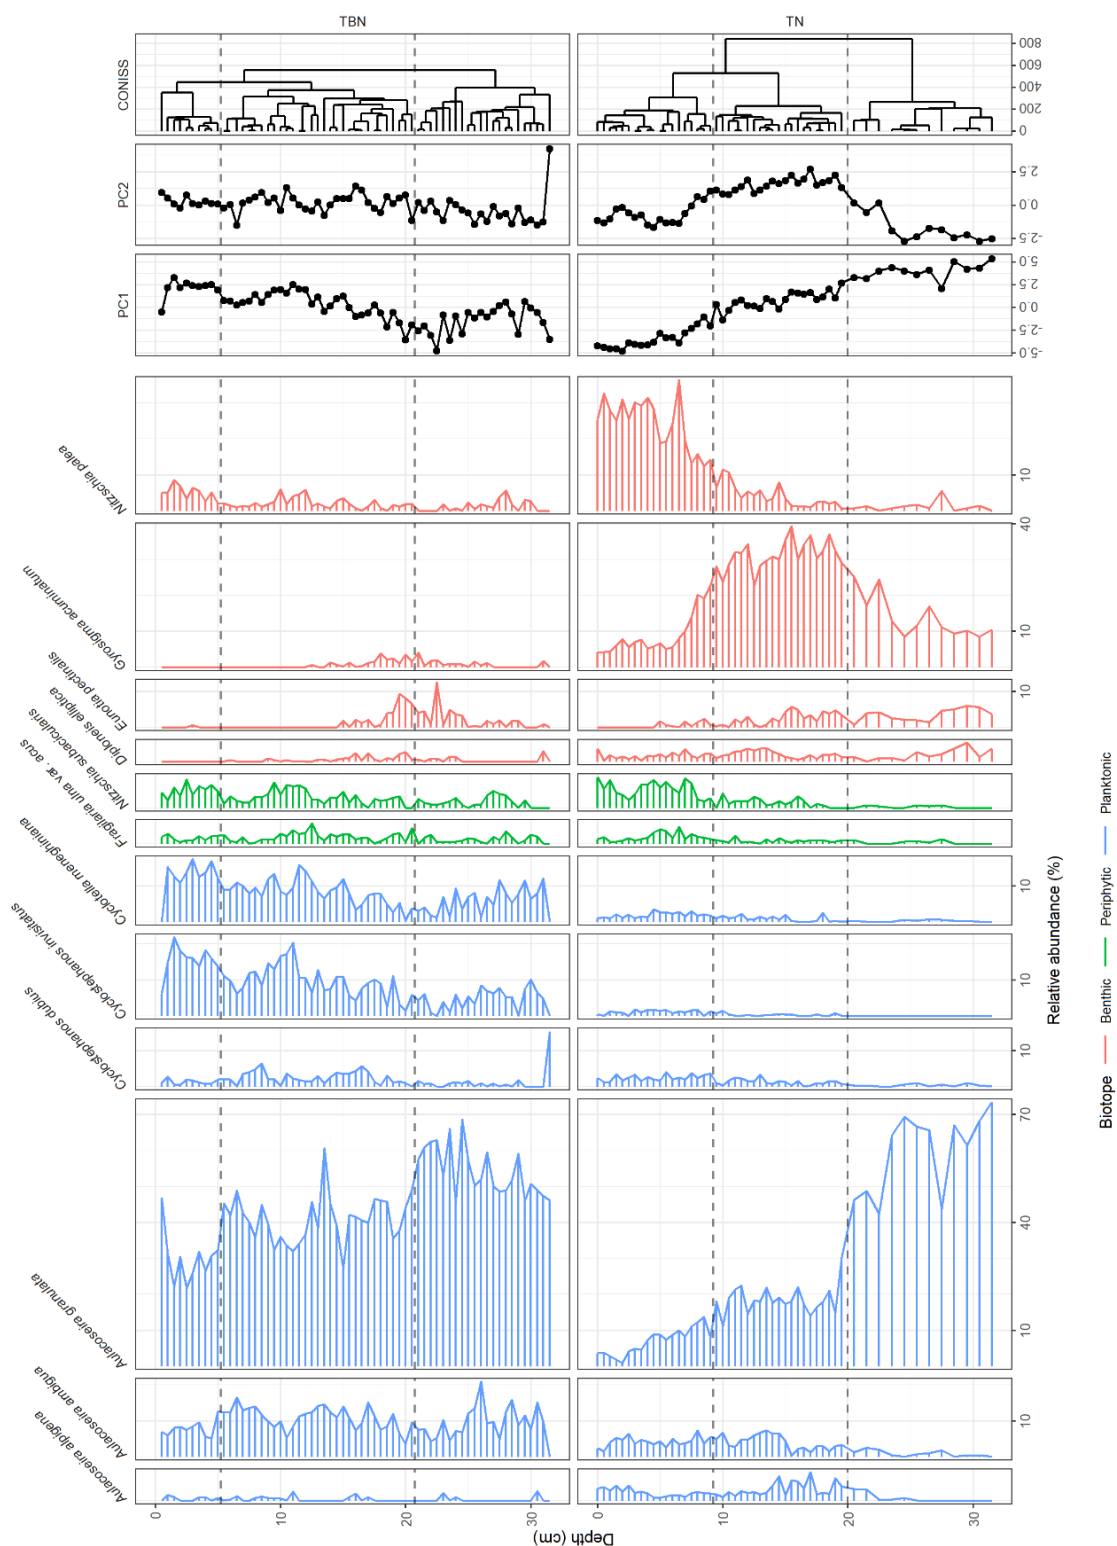 TBN
TN
CONISS
0
200
400
600
800
PC2
-2.5
0.0
2.5
PC1
-5.0
-2.5
0.0
2.5
5.0
Nitzschia palea
10
Gyrosigma acuminatum
10
40
Eunotia pectinalis
10
Diploneis elliptica
Nitzschia subacicularis
Fragilaria ulna var. acus
Cyclotella meneghiniana
10
Cyclostephanos invisitatus
10
Cyclostephanos dubius
10
Aulacoseira granulata
10
40
70
Aulacoseira ambigua
10
Aulacoseira alpigena
0
10
20
30
0
10
20
30
Depth (cm)
Relative abundance (%)
Biotope
Benthic
Periphytic
Planktonic